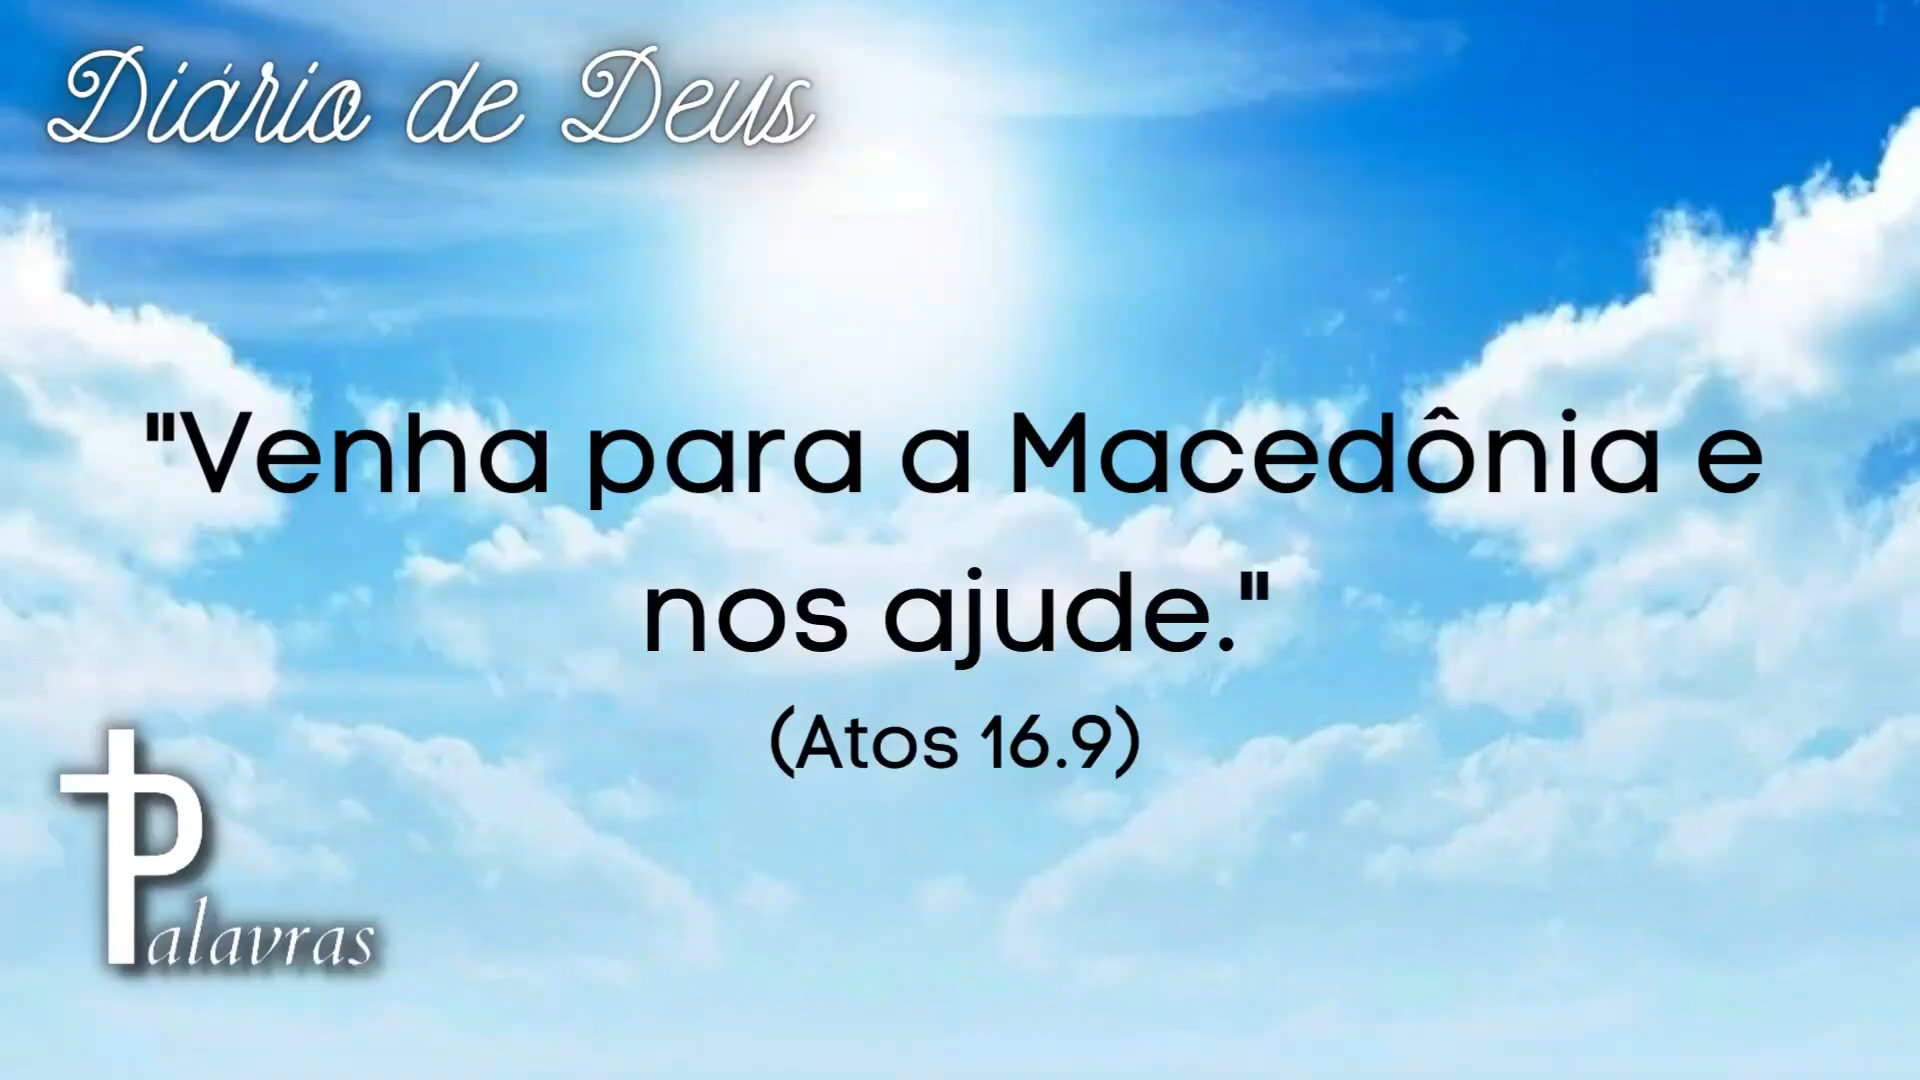 Diário de Deus
"Venha para a Macedônia e
nos ajude."
(Atos 16.9)
Palavras